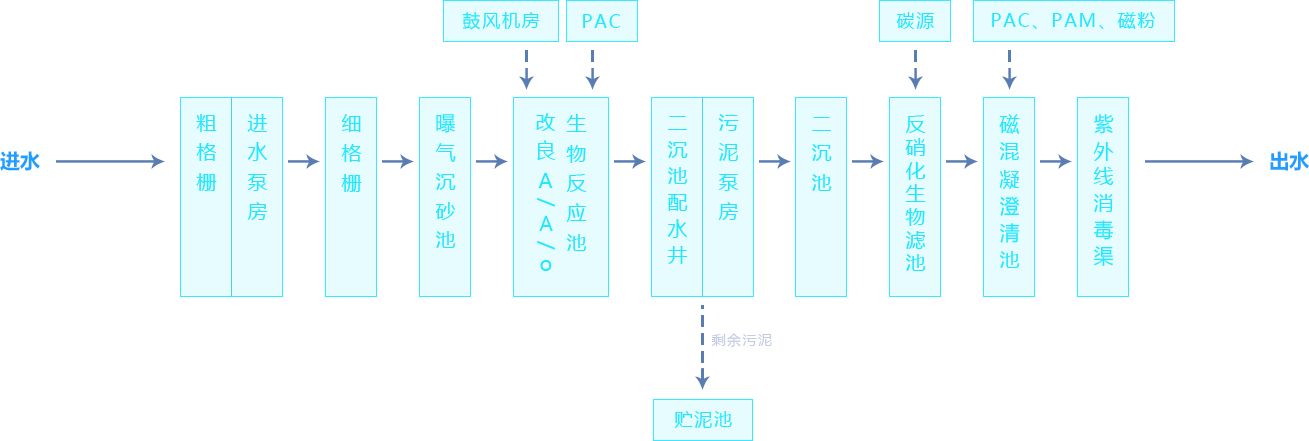 鼓风机房
PAC
碳源
PAC、PAM、磁粉
进水
粗格栅
进水泵房
细格栅
曝气沉砂池
改良A/A/o
生物反应池
二沉池配水井
污泥泵房
二沉池
反硝化生物滤池
磁混凝澄清池
紫外线消毒渠
出水
剩余污泥
贮泥池